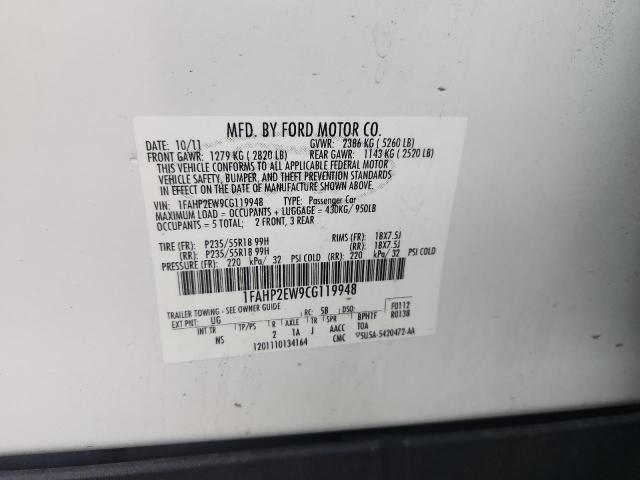 MFD. BY FORD MOTOR CO.
DATE: 10/11 GVWR: 2386 KG ( 5260 LB)
FRONT GAWR: 1279 KG ( 2820 LB) REAR GAWR: 1143 KG ( 2520 LB)
THIS VEHICLE CONFORMS TO ALL APPLICABLE FEDERAL MOTOR
VEHICLE SAFETY, BUMPER, AND THEFT PREVENTION STANDARDS
IN EFFECT ON THE DATE OF MANUFACTURE SHOWN ABOVE.
VIN: 1FAHP2EW9CG119948 TYPE: Passenger Car
MAXIMUM LOAD = OCCUPANTS + LUGGAGE = 430KG/ 950LB
OCCUPANTS = 5 TOTAL: 2 FRONT, 3 REAR
TIRE (FR): P235/55R18 99H RIMS (FR): 18X7.5J
(RR): P235/55R18 99H (RR): 18X7.5J
PRESSURE (FR): 220 kPa/ 32 PSI COLD (RR): 220 kPa/ 32 PSI COLD
1FAHP2EW9CG119948
TRAILER TOWING - SEE OWNER GUIDE
EXT PNT: UG RC: 5B DSO: F0112
R0138
INT TR TP/PS R AXLE TR SPR BPH1F
NS 2 1A J AACC TOA
1201110134164 CMC 5U5A-5420472-AA